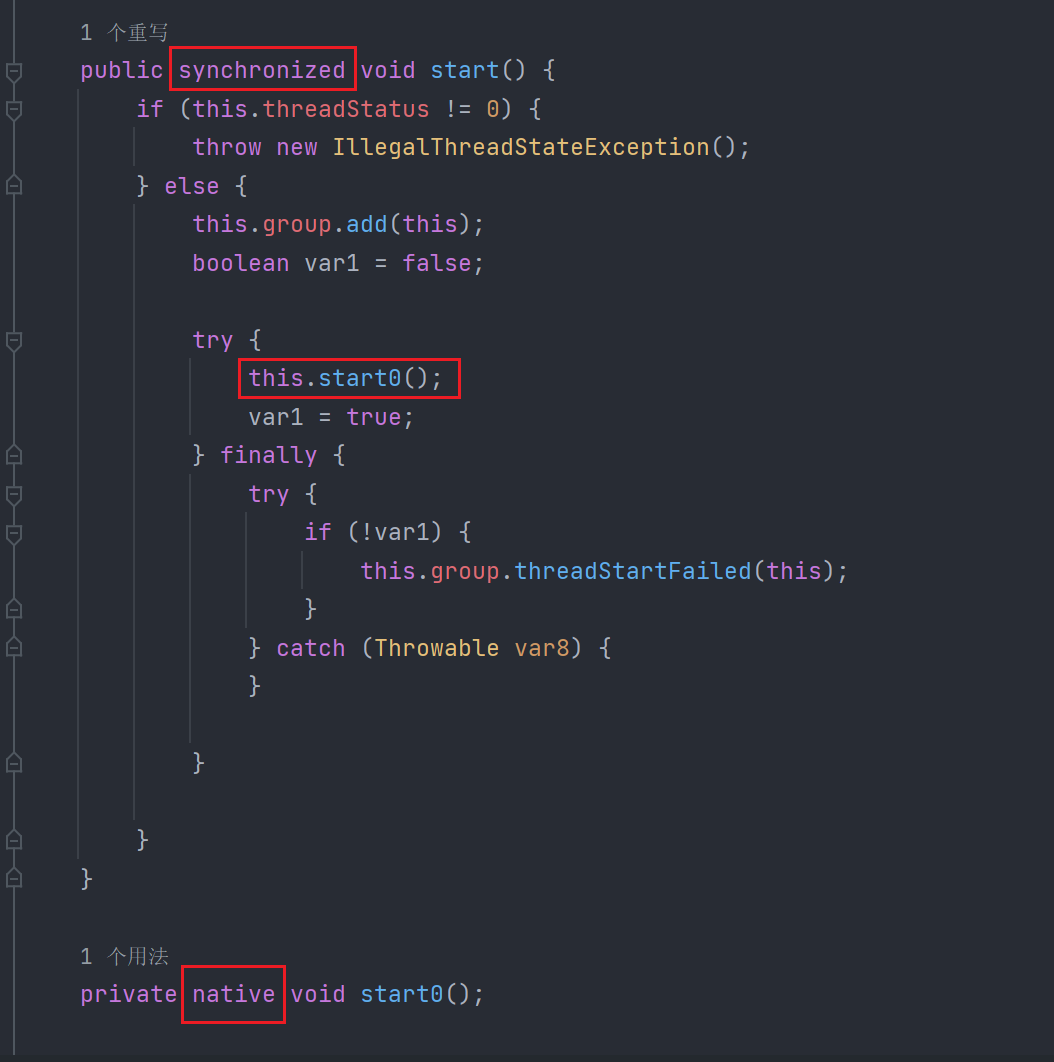 1 个重写
public synchronized void start() {
    if (this.threadStatus != 0) {
        throw new IllegalThreadStateException();
    } else {
        this.group.add(this);
        boolean var1 = false;

        try {
            this.start0();
            var1 = true;
        } finally {
            try {
                if (!var1) {
                    this.group.threadStartFailed(this);
                }
            } catch (Throwable var8) {
            }

        }

    }
}

1 个用法
private native void start0();